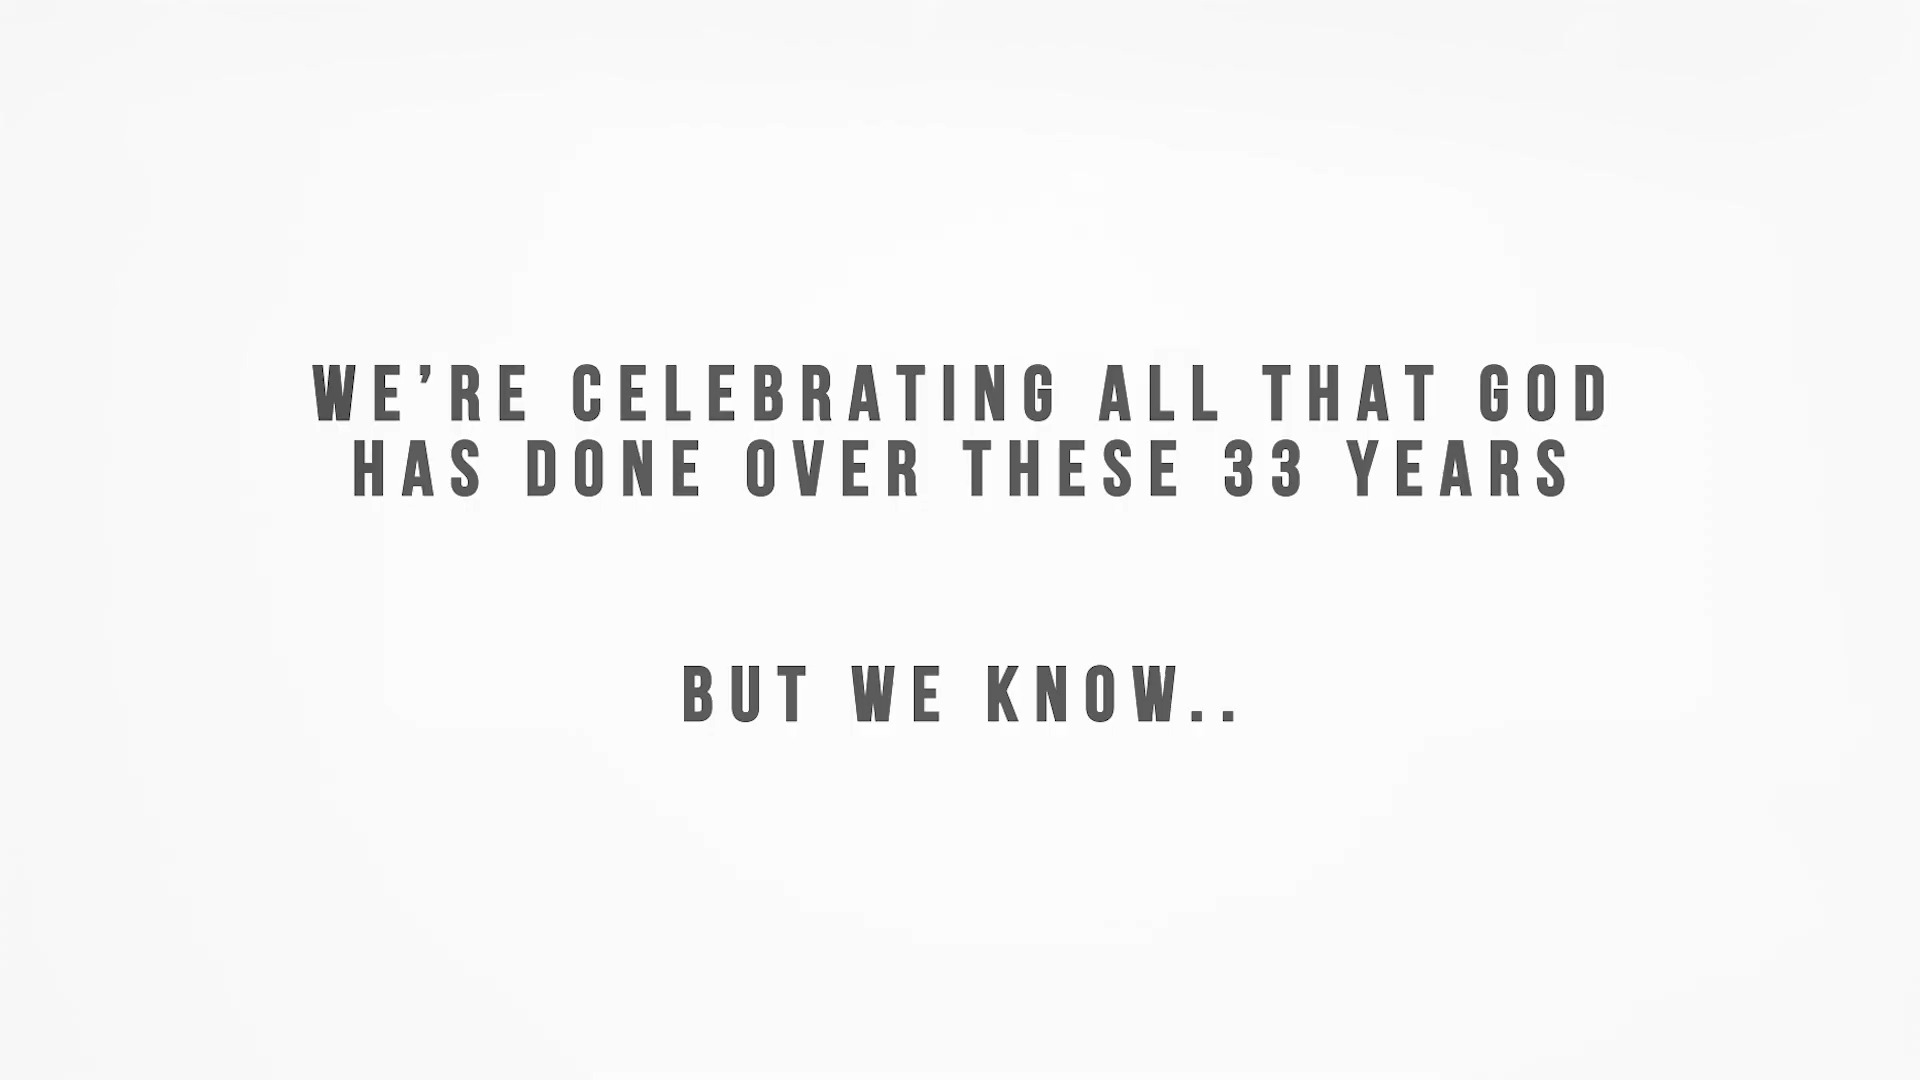 WE’RE CELEBRATING ALL THAT GOD
HAS DONE OVER THESE 33 YEARS
BUT WE KNOW..